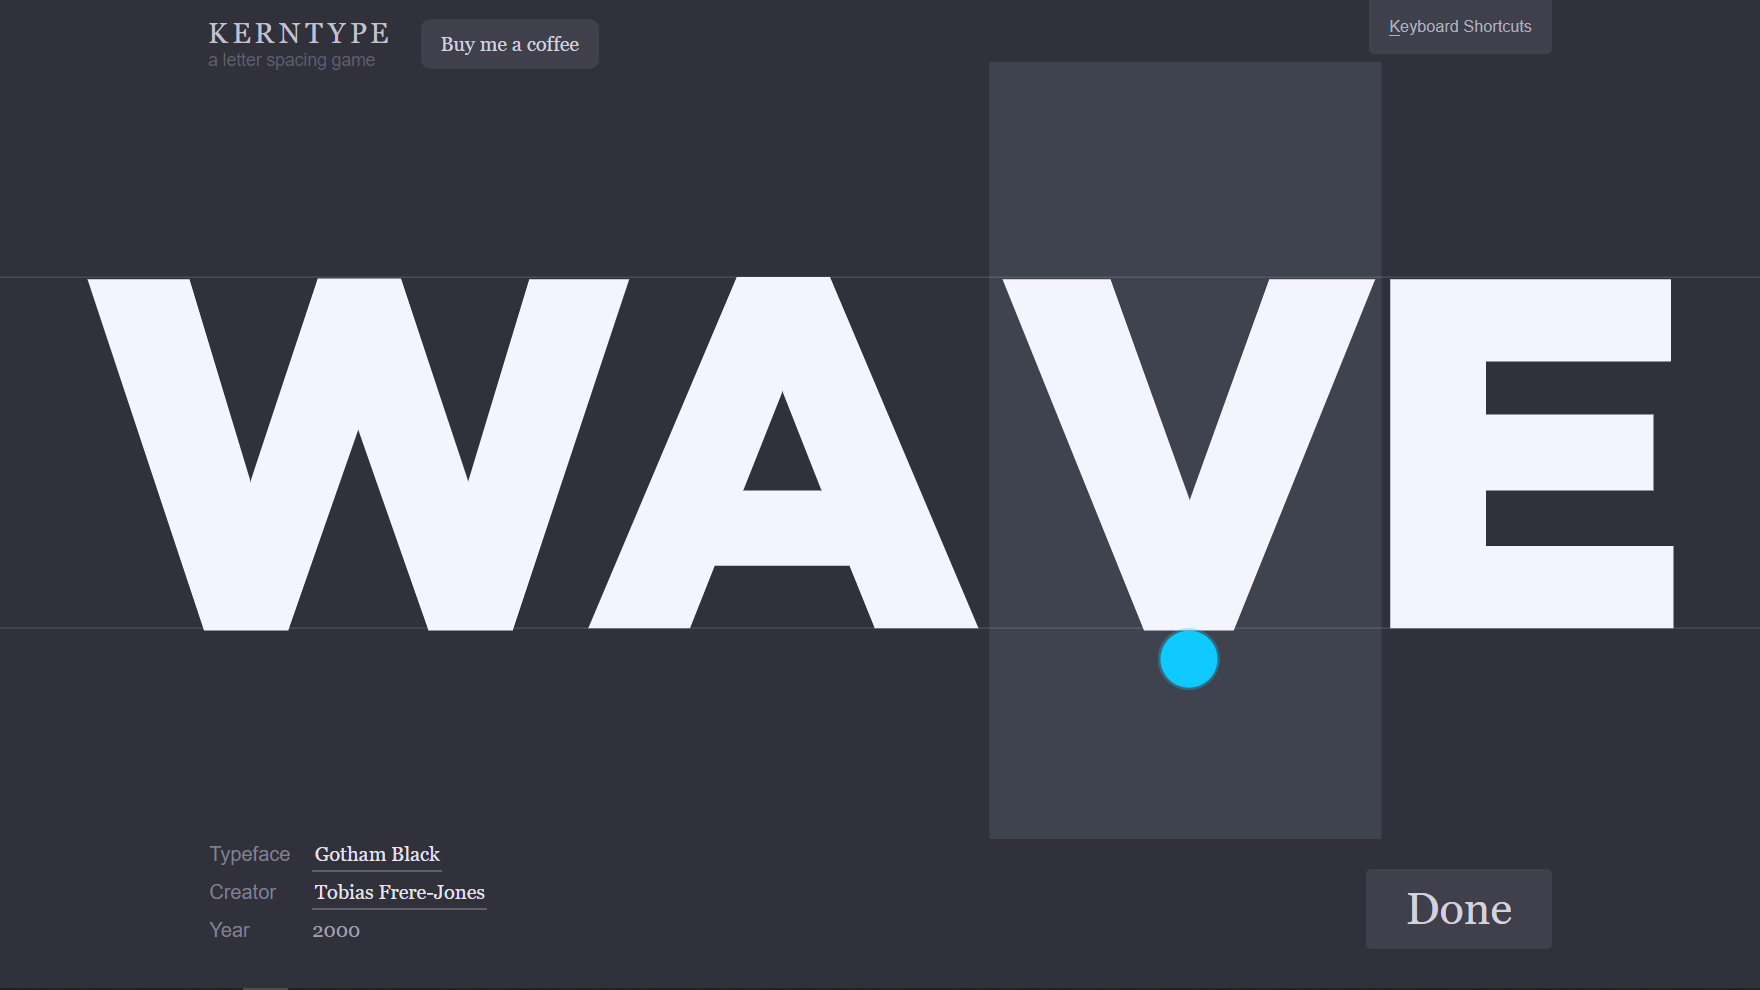 KERNTYPE
a letter spacing game
Buy me a coffee
Keyboard Shortcuts
WAVE
Typeface Gotham Black
Creator Tobias Frere-Jones
Year 2000
Done